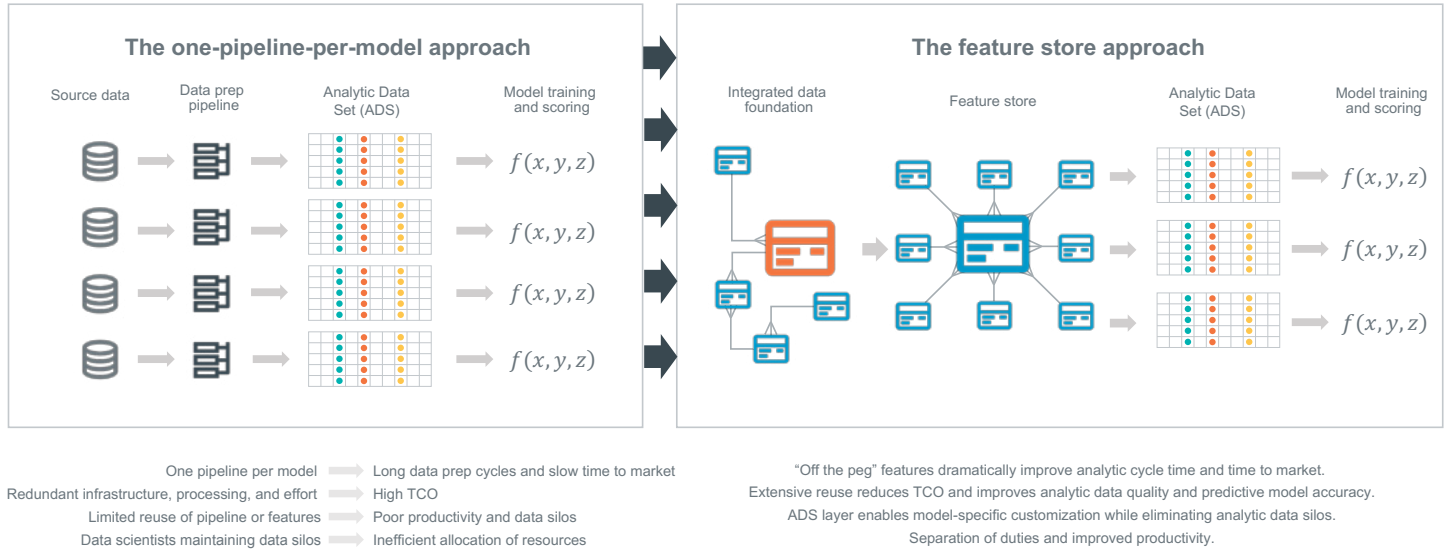 The one-pipeline-per-model approach
Source data
Data prep
pipeline
Analytic Data
Set (ADS)
Model training
and scoring
f(x, y, z)
f(x, y, z)
f(x, y, z)
f(x, y, z)
The feature store approach
Integrated data
foundation
Feature store
Analytic Data
Set (ADS)
Model training
and scoring
f(x, y, z)
f(x, y, z)
f(x, y, z)
One pipeline per model
Long data prep cycles and slow time to market
Redundant infrastructure, processing, and effort
High TCO
Limited reuse of pipeline or features
Poor productivity and data silos
Data scientists maintaining data silos
Inefficient allocation of resources
“Off the peg” features dramatically improve analytic cycle time and time to market.
Extensive reuse reduces TCO and improves analytic data quality and predictive model accuracy.
ADS layer enables model-specific customization while eliminating analytic data silos.
Separation of duties and improved productivity.